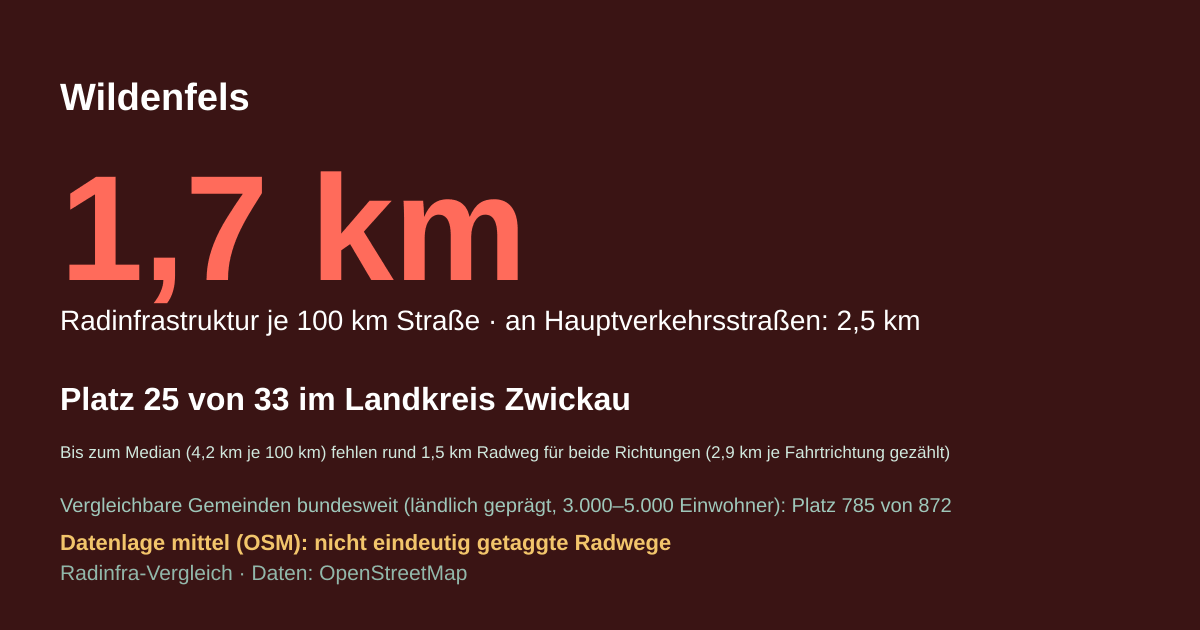 Wildenfels
1,7 km
Radinfrastruktur je 100 km Straße · an Hauptverkehrsstraßen: 2,5 km
Platz 25 von 33 im Landkreis Zwickau
Bis zum Median (4,2 km je 100 km) fehlen rund 1,5 km Radweg für beide Richtungen (2,9 km je Fahrtrichtung gezählt)
Vergleichbare Gemeinden bundesweit (ländlich geprägt, 3.000–5.000 Einwohner): Platz 785 von 872
Datenlage mittel (OSM): nicht eindeutig getaggte Radwege
Radinfra-Vergleich · Daten: OpenStreetMap